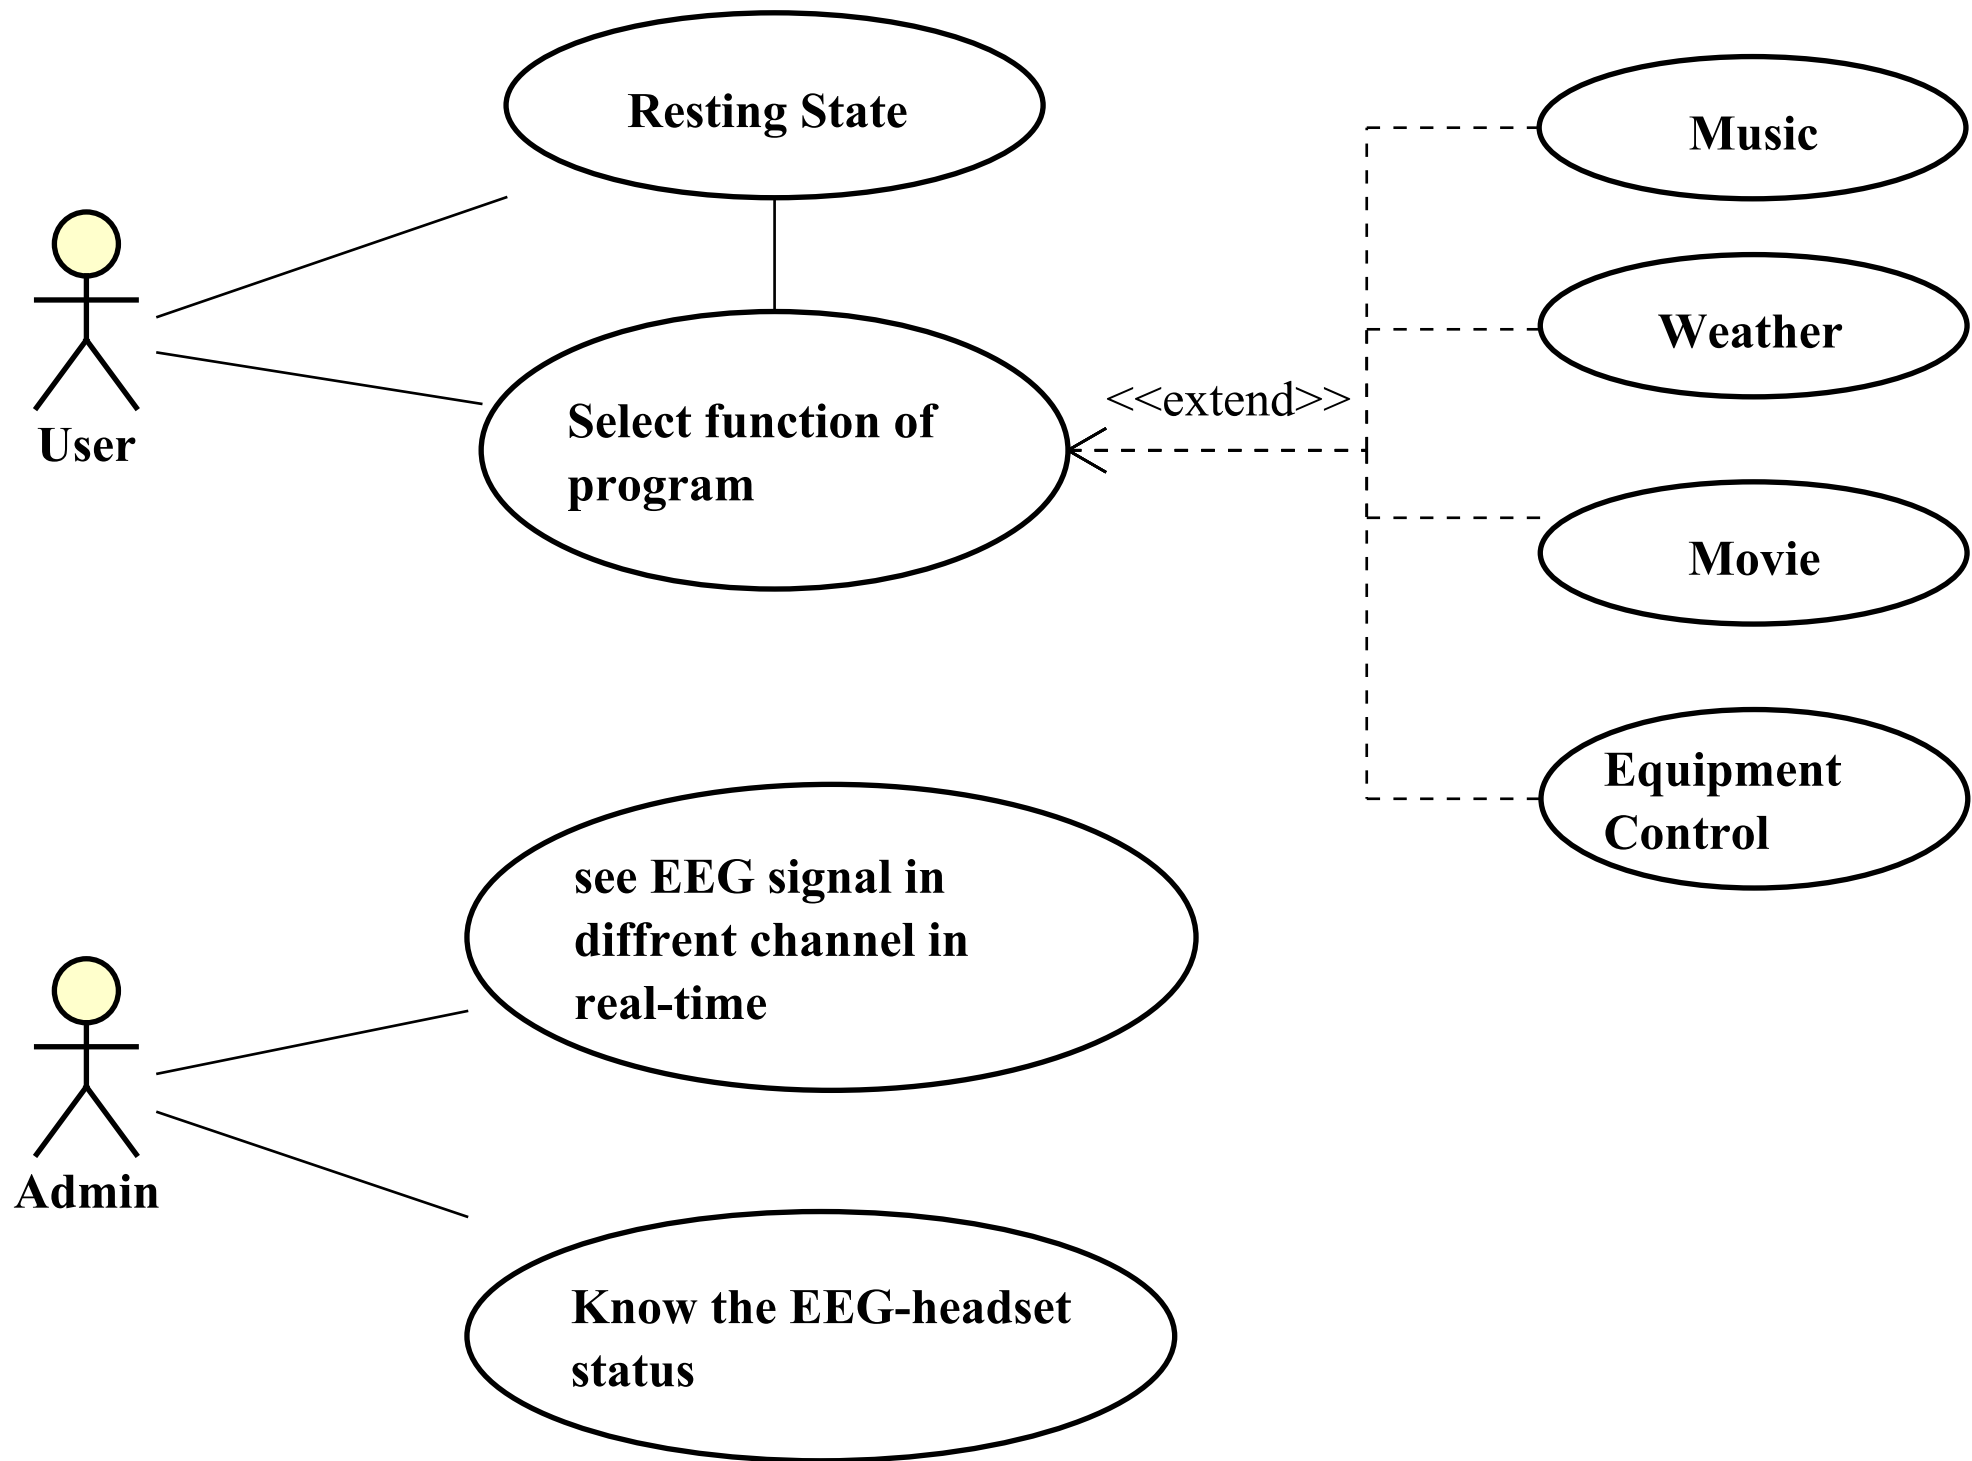 Resting State
Music
User
Weather
Select function of
program
<<extend>>
Movie
Equipment
Control
see EEG signal in
diffrent channel in
real-time
Admin
Know the EEG-headset
status